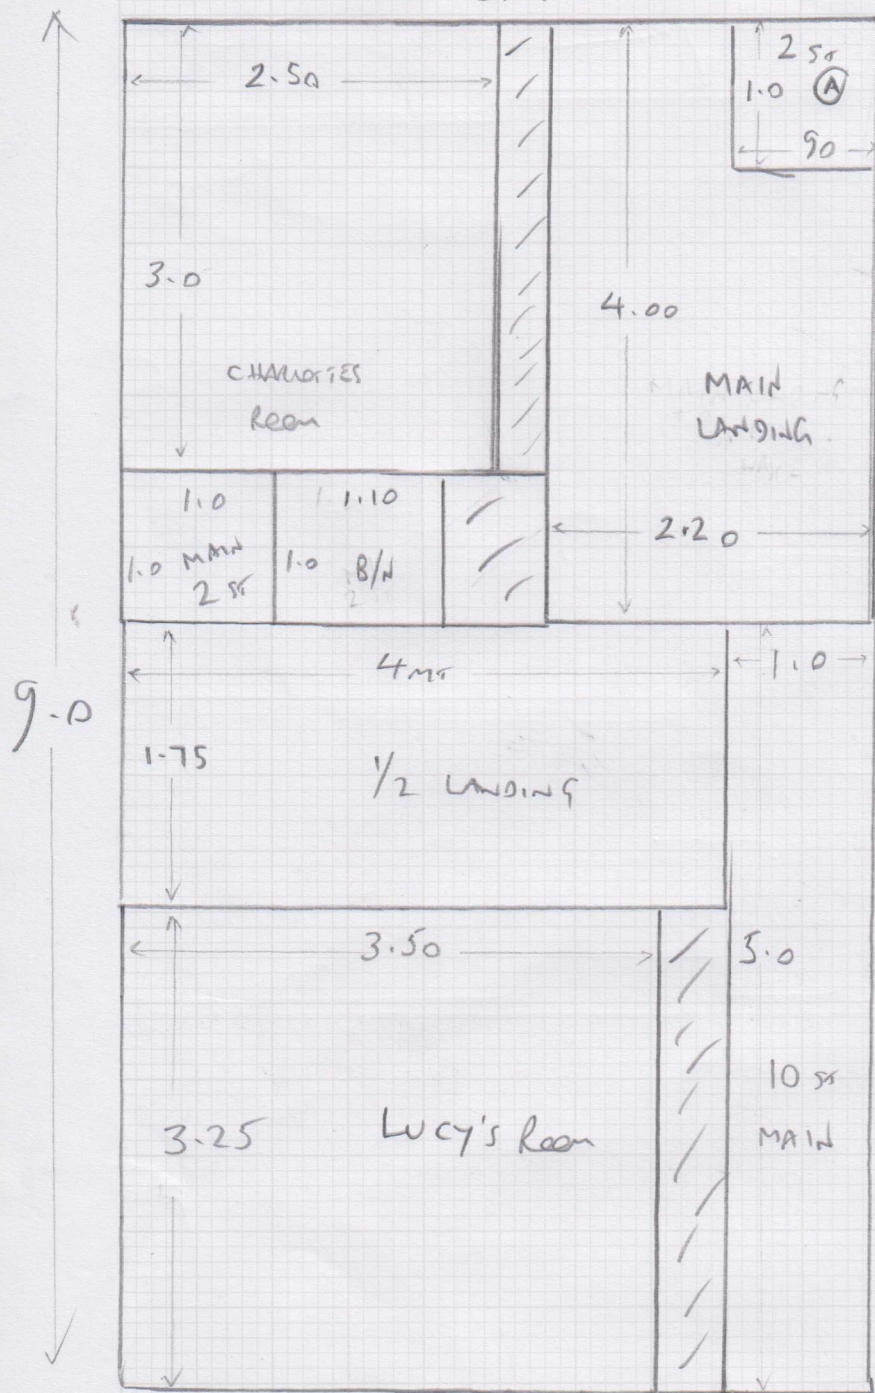 2.50
2 ST
1.0 A
90
3.0
4.00
CHARLOTTES
Room
MAIN
LANDING
1.0
1.10
2.20
1.0 MAIN
2 ST
1.0 B/N
4 MT
1.0
9.0
1.75
1/2 LANDING
3.50
5.0
10 ST
MAIN
3.25
LUCY'S Room